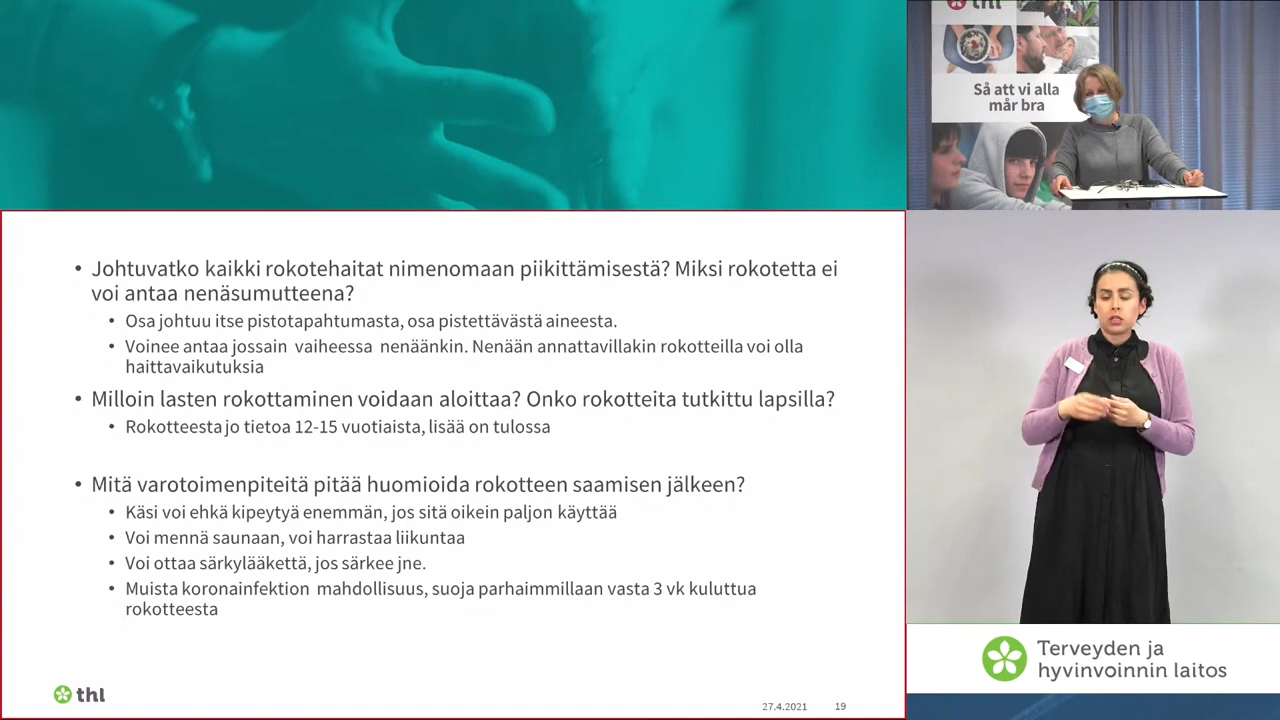 thl
Så att vi alla
mår bra
• Johtuvatko kaikki rokotehaitat nimenomaan piikittämisestä? Miksi rokotetta ei
voi antaa nenäsumutteena?
• Osa johtuu itse pistotapahtumasta, osa pistettävästä aineesta.
• Voinee antaa jossain vaiheessa nenäänkin. Nenään annattavillakin rokotteilla voi olla
haittavaikutuksia
• Milloin lasten rokottaminen voidaan aloittaa? Onko rokotteita tutkittu lapsilla?
• Rokotteesta jo tietoa 12-15 vuotiaista, lisää on tulossa
• Mitä varotoimenpiteitä pitää huomioida rokotteen saamisen jälkeen?
• Käsi voi ehkä kipeytyä enemmän, jos sitä oikein paljon käyttää
• Voi mennä saunaan, voi harrastaa liikuntaa
• Voi ottaa särkylääkettä, jos särkee jne.
• Muista koronainfektion mahdollisuus, suoja parhaimmillaan vasta 3 vk kuluttua
rokotteesta
thl
27.4.2021 19
Terveyden ja
hyvinvoinnin laitos